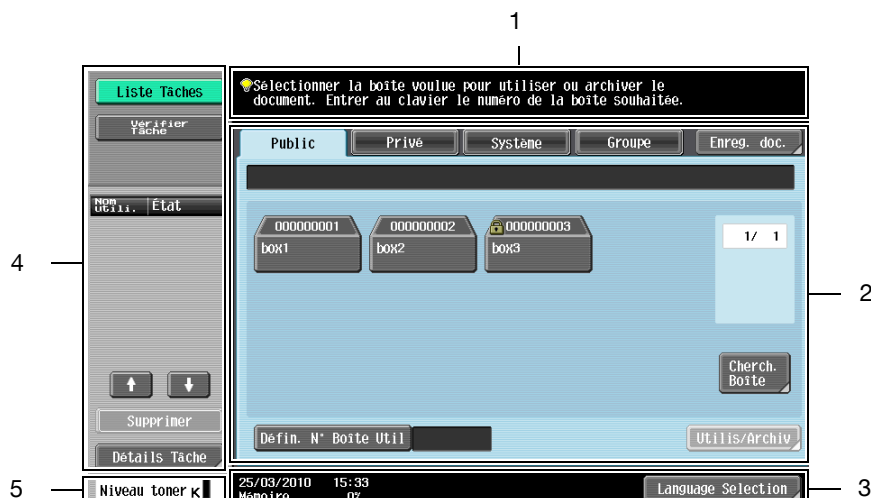 1
Liste Tâches
Vérifier
Tâche
Nom
Utili.
État
Supprimer
Détails Tâche
4
Sélectionner la boîte voulue pour utiliser ou archiver le
document. Entrer au clavier le numéro de la boîte souhaitée.
Public
Privé
Système
Groupe
Enreg. doc.
000000001
box1
000000002
box2
000000003
box3
1/ 1
2
Cherch.
Boîte
Défin. N° Boîte Util
Utilis/Archiv
5
Niveau toner K
25/03/2010 15:33
Mémoire 0%
Language Selection
3